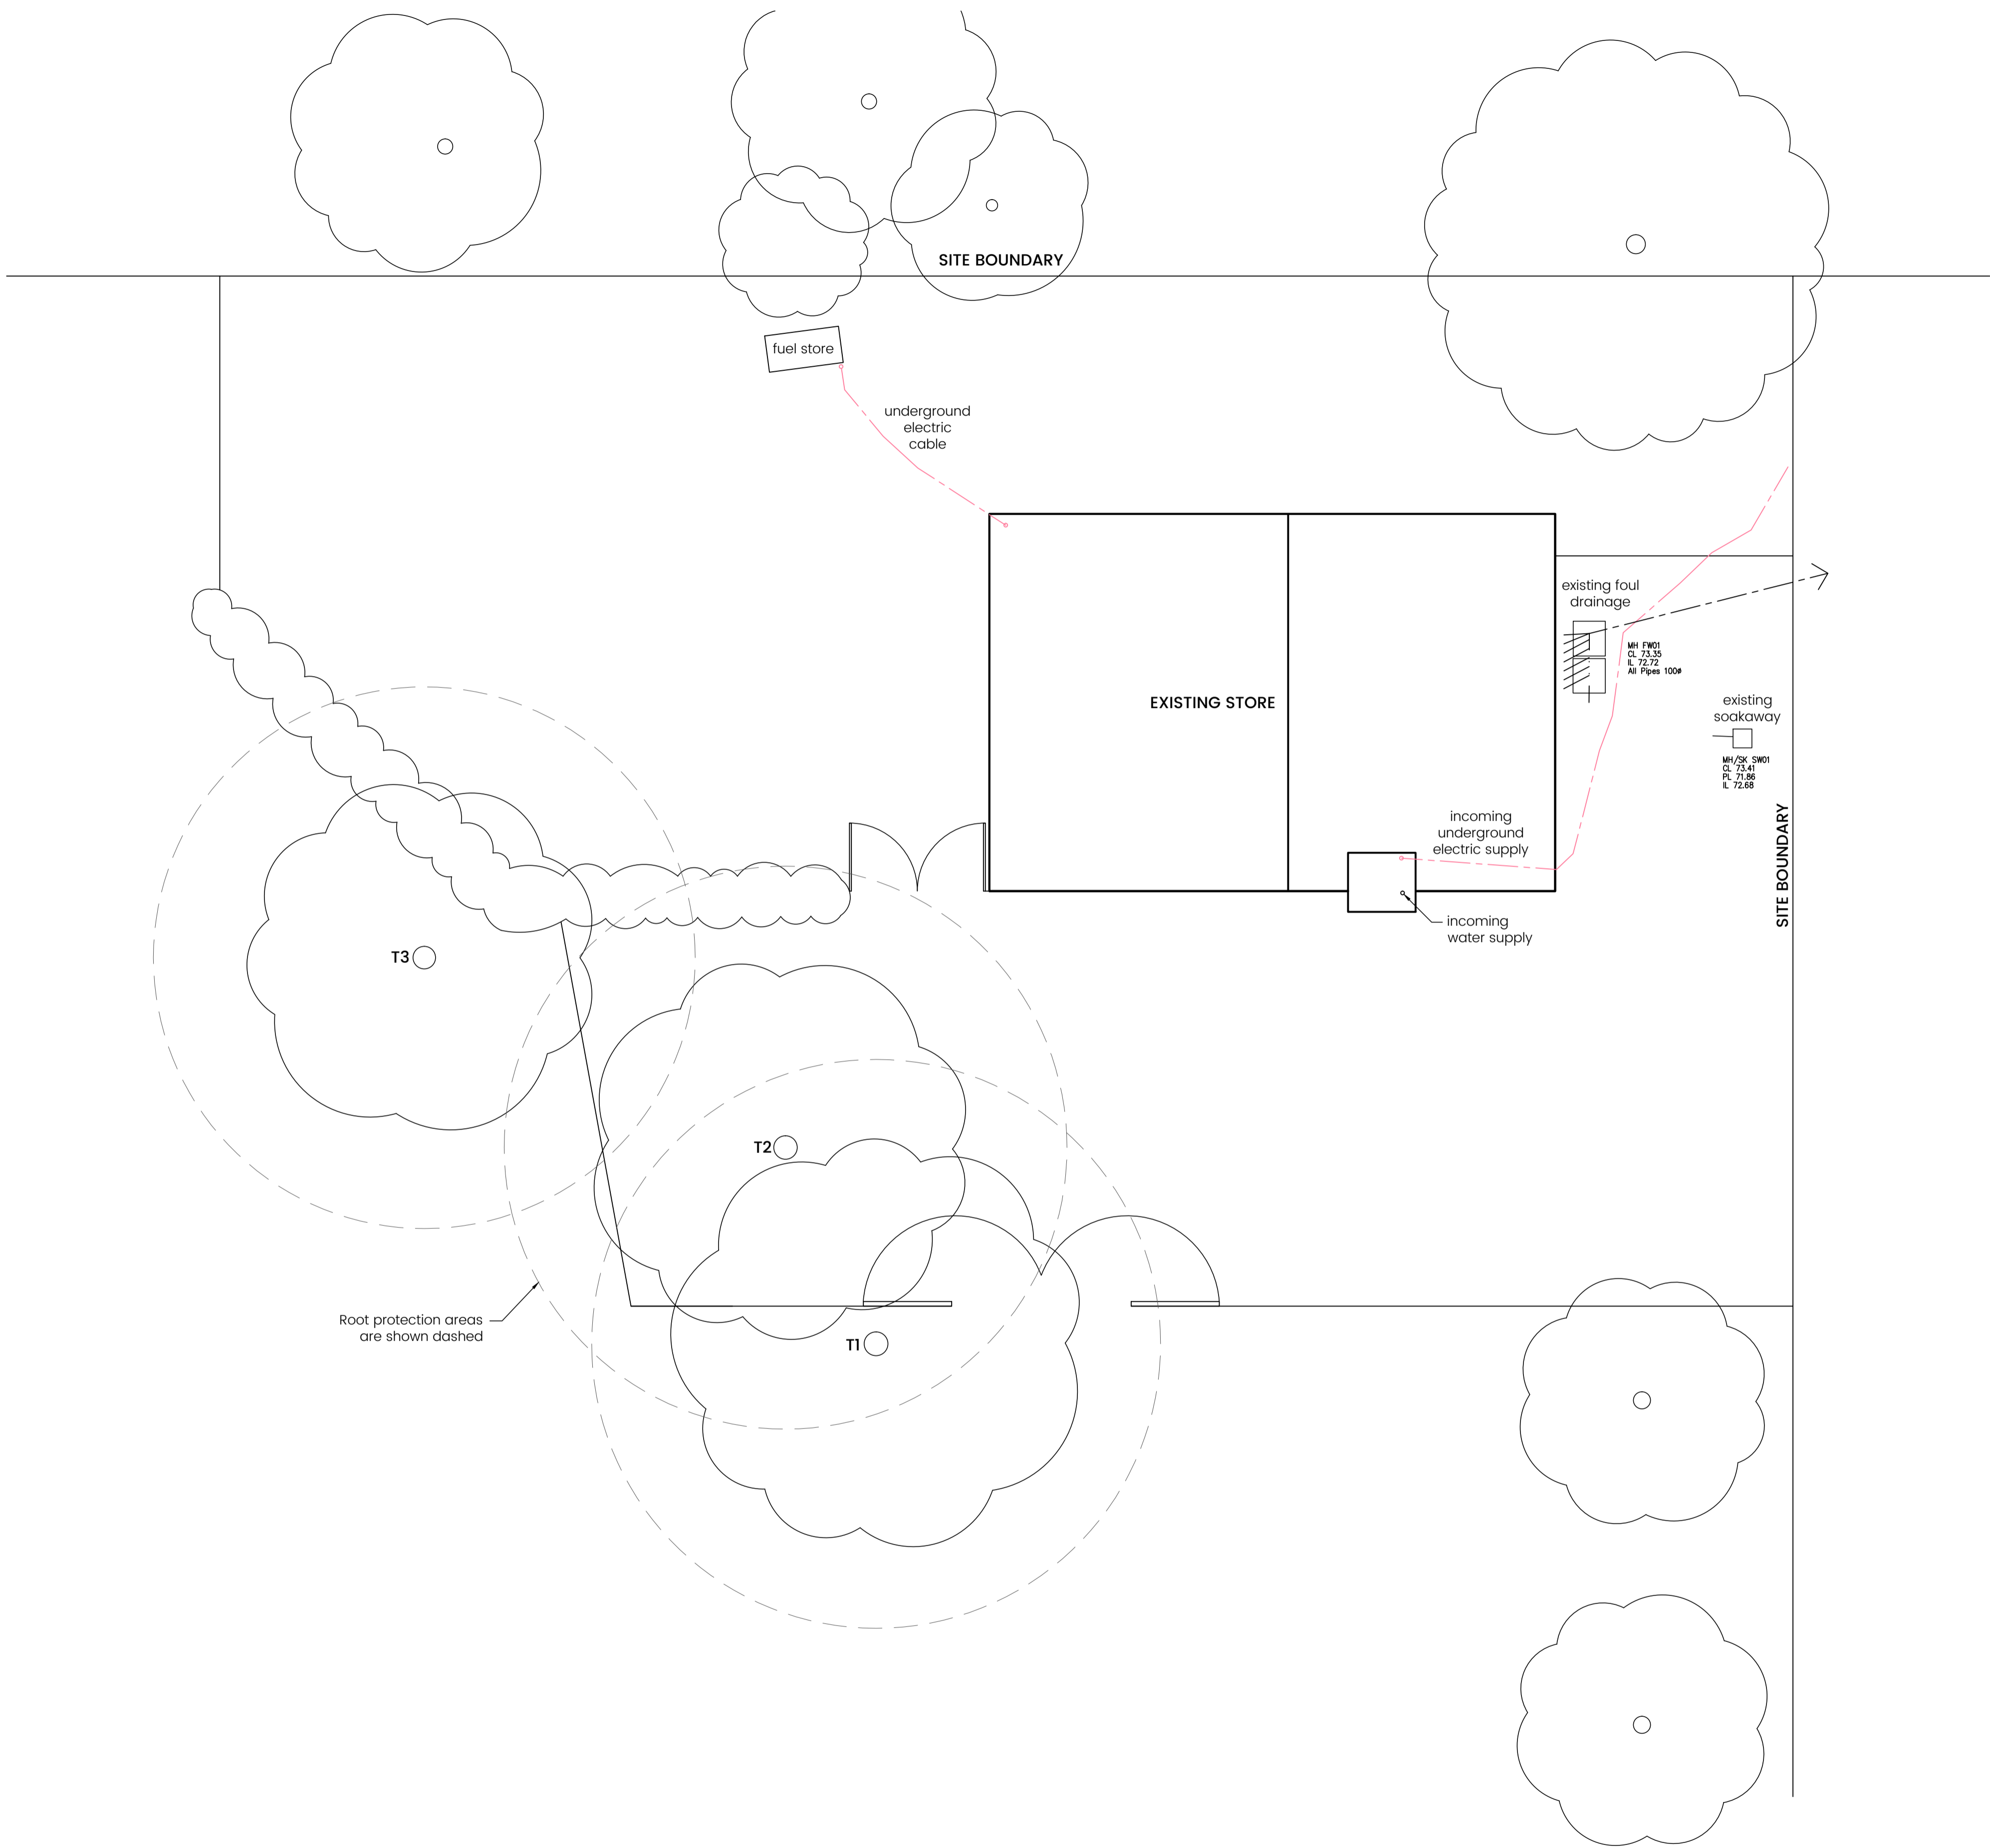 SITE BOUNDARY
fuel store
underground
electric
cable
existing foul
drainage
MH FW01
CL 73.35
IL 72.72
All Pipes 100ø
EXISTING STORE
existing
soakaway
MH/SK SW01
CL 73.41
PL 71.86
IL 72.68
incoming
underground
electric supply
SITE BOUNDARY
incoming
water supply
T3
T2
Root protection areas
are shown dashed
T1